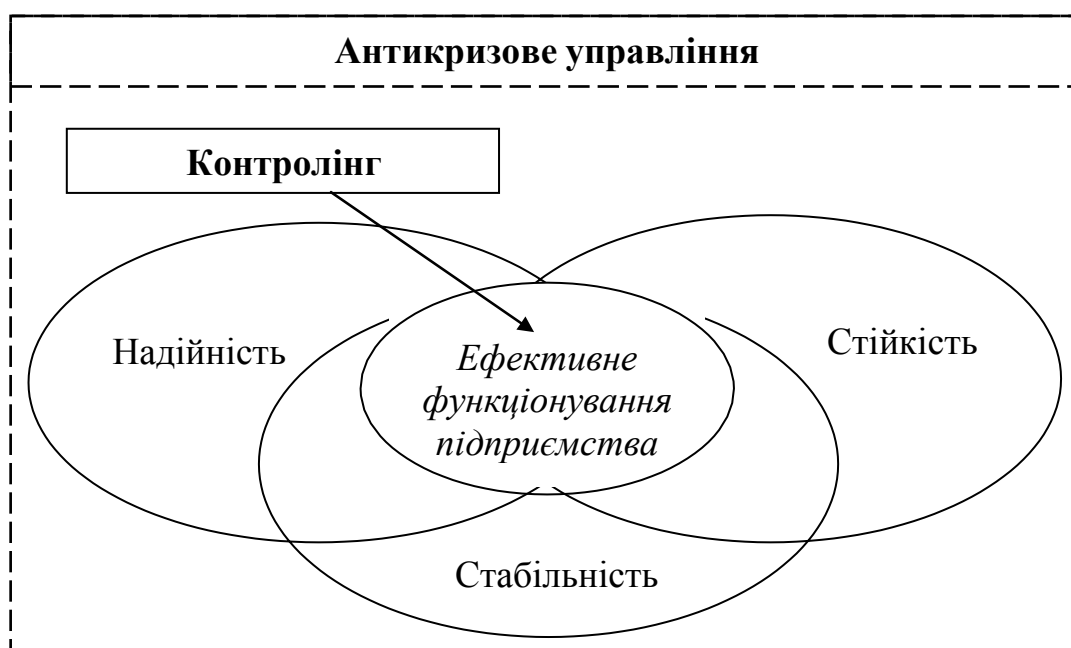 Антикризове управління
Контролінг
Надійність
Стійкість
Ефективне
функціонування
підприємства
Стабільність